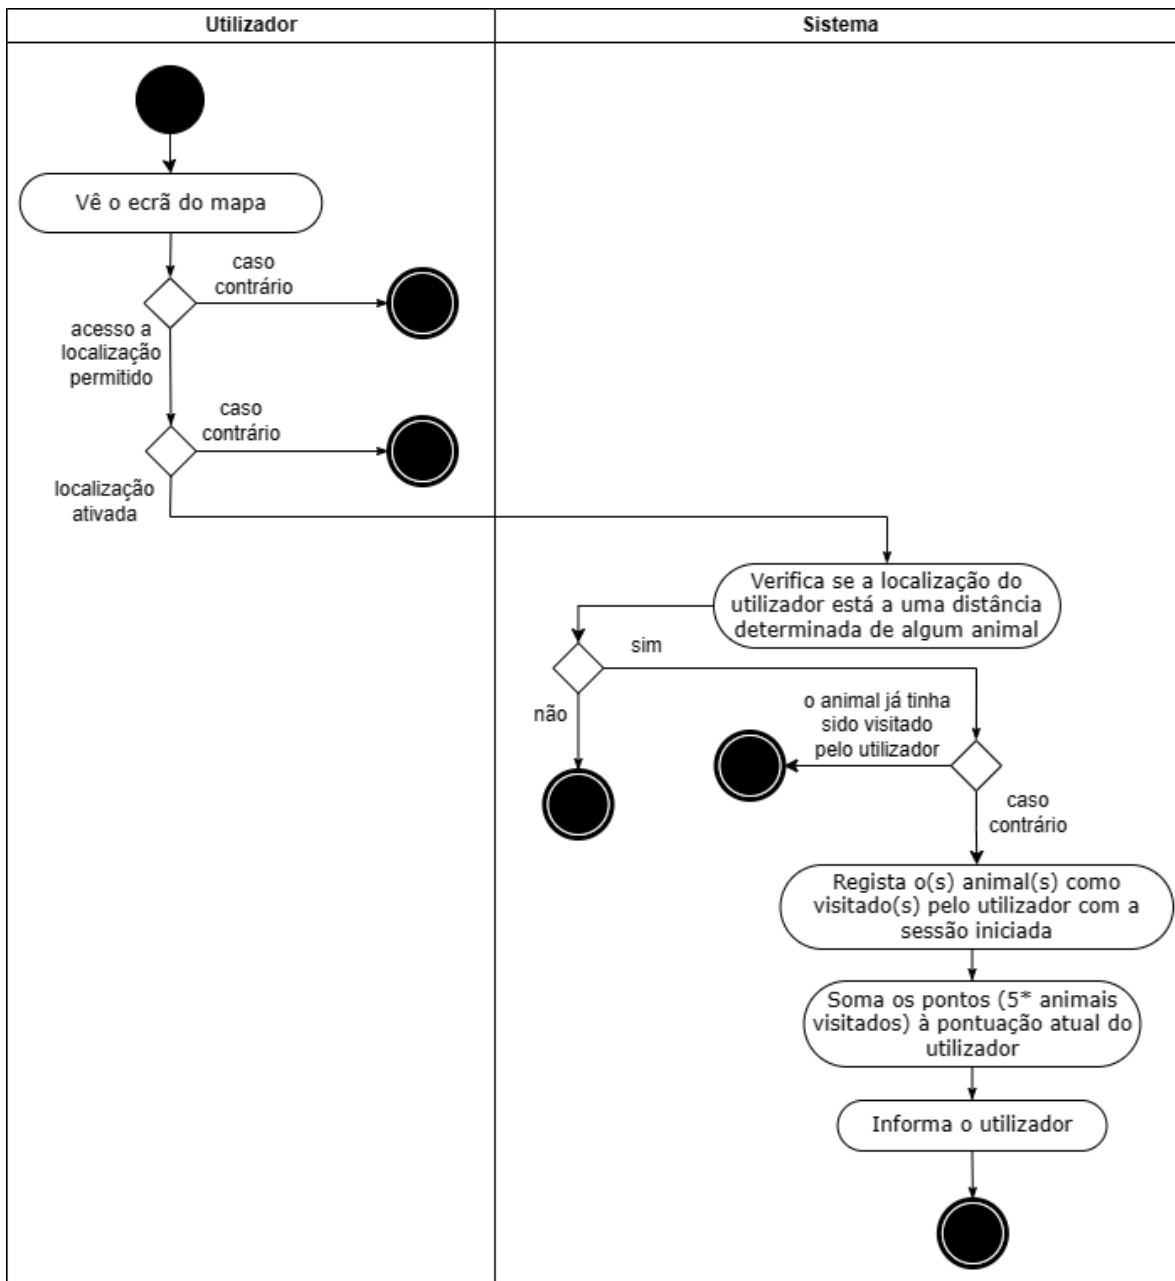 Utilizador
Sistema
Vê o ecrã do mapa
caso
contrário
acesso a
localização
permitido
caso
contrário
localização
ativada
Verifica se a localização do
utilizador está a uma distância
determinada de algum animal
sim
não
o animal já tinha
sido visitado
pelo utilizador
caso
contrário
Regista o(s) animal(s) como
visitado(s) pelo utilizador com a
sessão iniciada
Soma os pontos (5* animais
visitados) à pontuação atual do
utilizador
Informa o utilizador